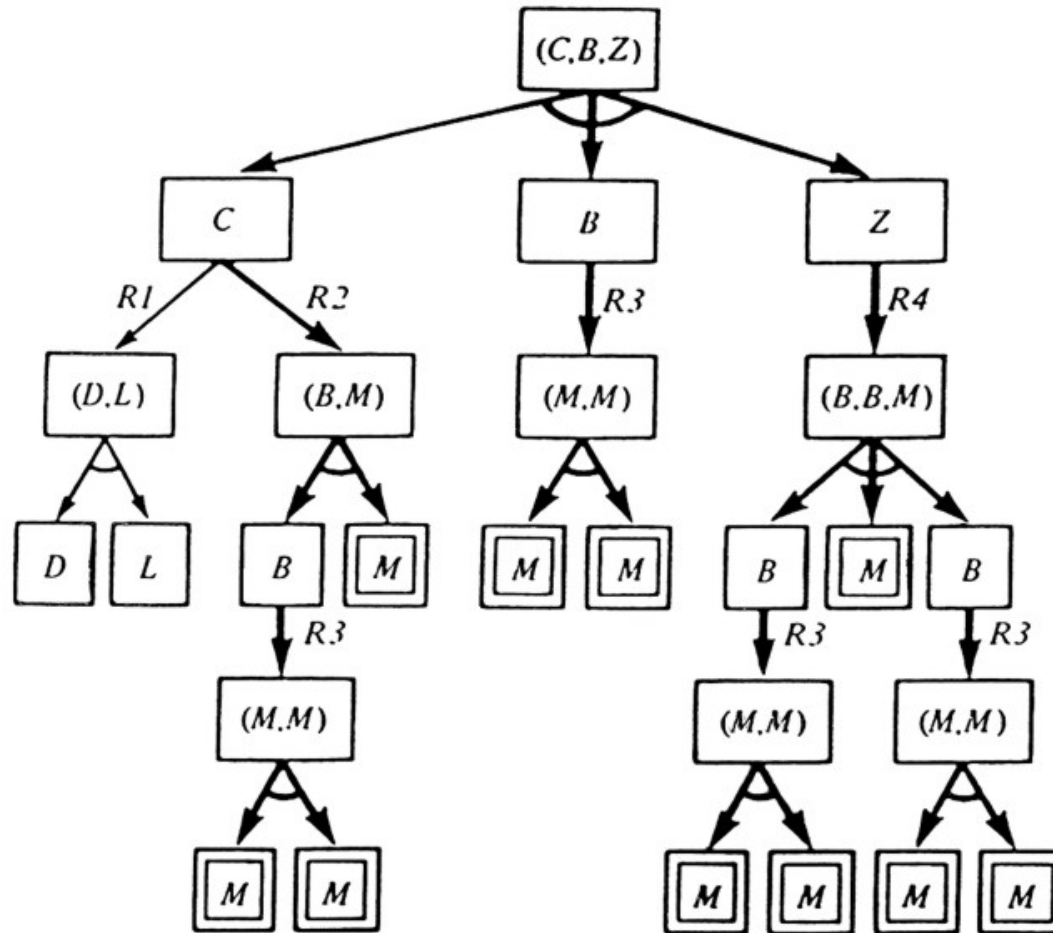 (C,B,Z)
C B Z
R1 R2 R3 R4
(D,L) (B,M) (M,M) (B,B,M)
D L B M M M B M B
R3 R3 R3
(M,M) (M,M) (M,M)
M M M M M M